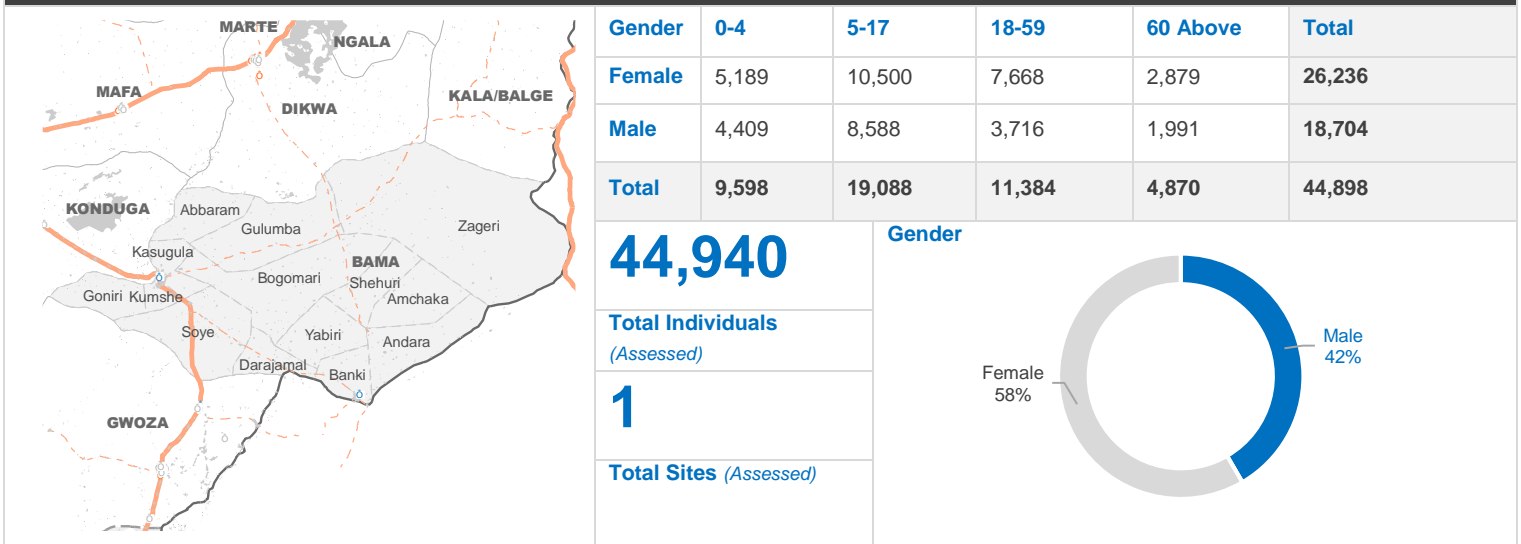 MARTE
NGALA
MAFA
KALA/BALGE
DIKWA
KONDUGA
Abbaram
Zageri
Gulumba
Kasugula
BAMA
Bogomari
Shehuri
Goniri Kumshe
Amchaka
Soye
Yabiri
Andara
Darajamal
Banki
GWOZA
Gender 0-4 5-17 18-59 60 Above Total
Female 5,189 10,500 7,668 2,879 26,236
Male 4,409 8,588 3,716 1,991 18,704
Total 9,598 19,088 11,384 4,870 44,898
44,940
Total Individuals
(Assessed)
1
Total Sites (Assessed)
Gender
Male
42%
Female
58%